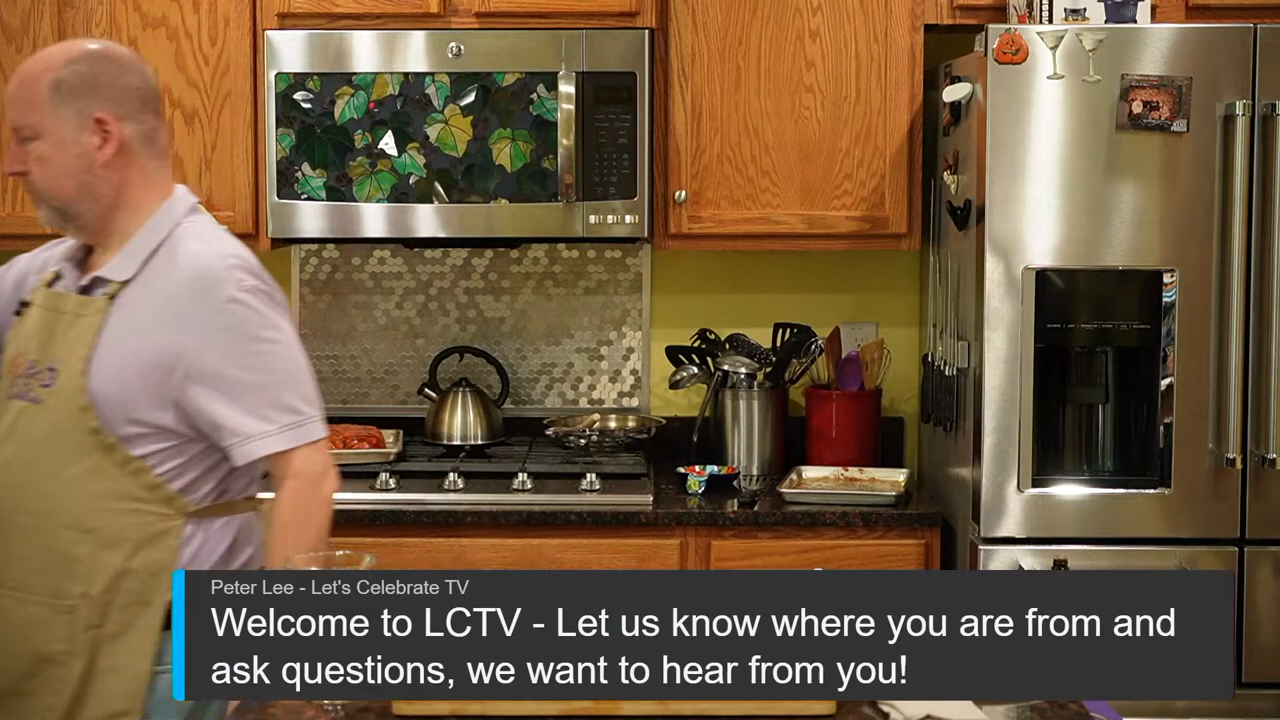 Peter Lee - Let's Celebrate TV
Welcome to LCTV - Let us know where you are from and
ask questions, we want to hear from you!